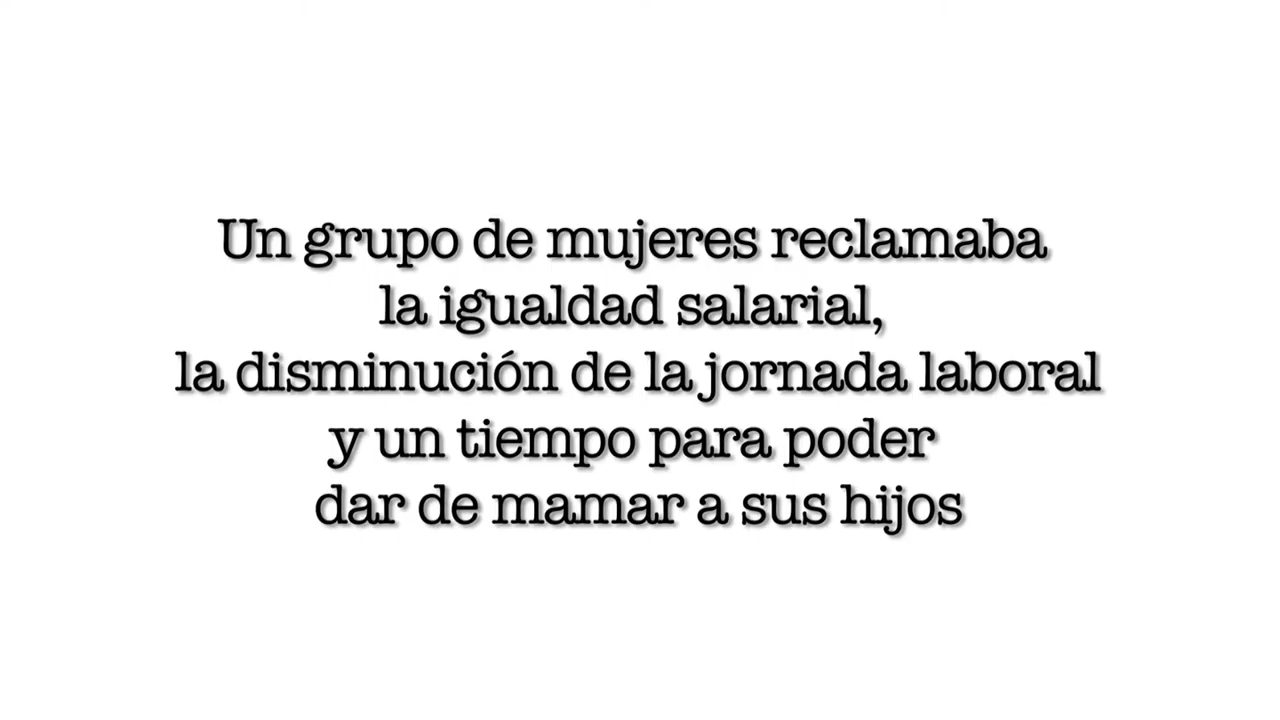 Un grupo de mujeres reclamaba
la igualdad salarial,
la disminución de la jornada laboral
y un tiempo para poder
dar de mamar a sus hijos